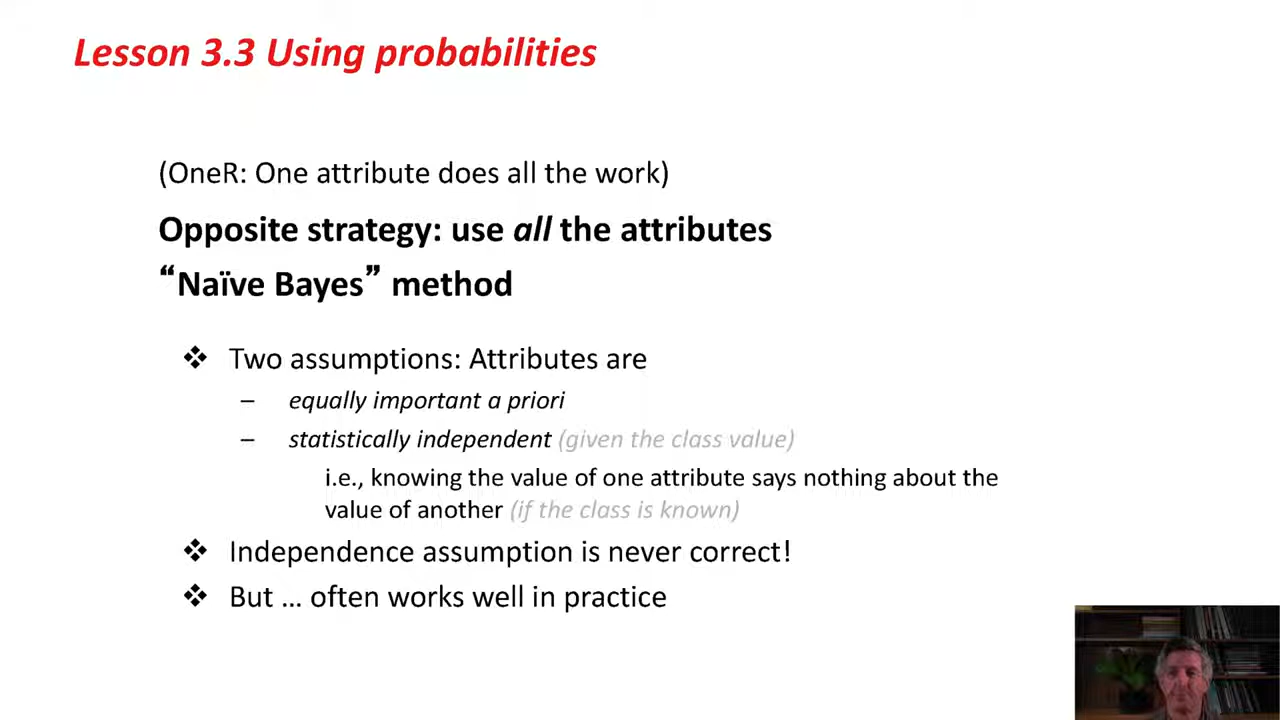 Lesson 3.3 Using probabilities
(OneR: One attribute does all the work)
Opposite strategy: use all the attributes
“Naïve Bayes” method
❖ Two assumptions: Attributes are
– equally important a priori
– statistically independent (given the class value)
i.e., knowing the value of one attribute says nothing about the
value of another (if the class is known)
❖ Independence assumption is never correct!
❖ But … often works well in practice